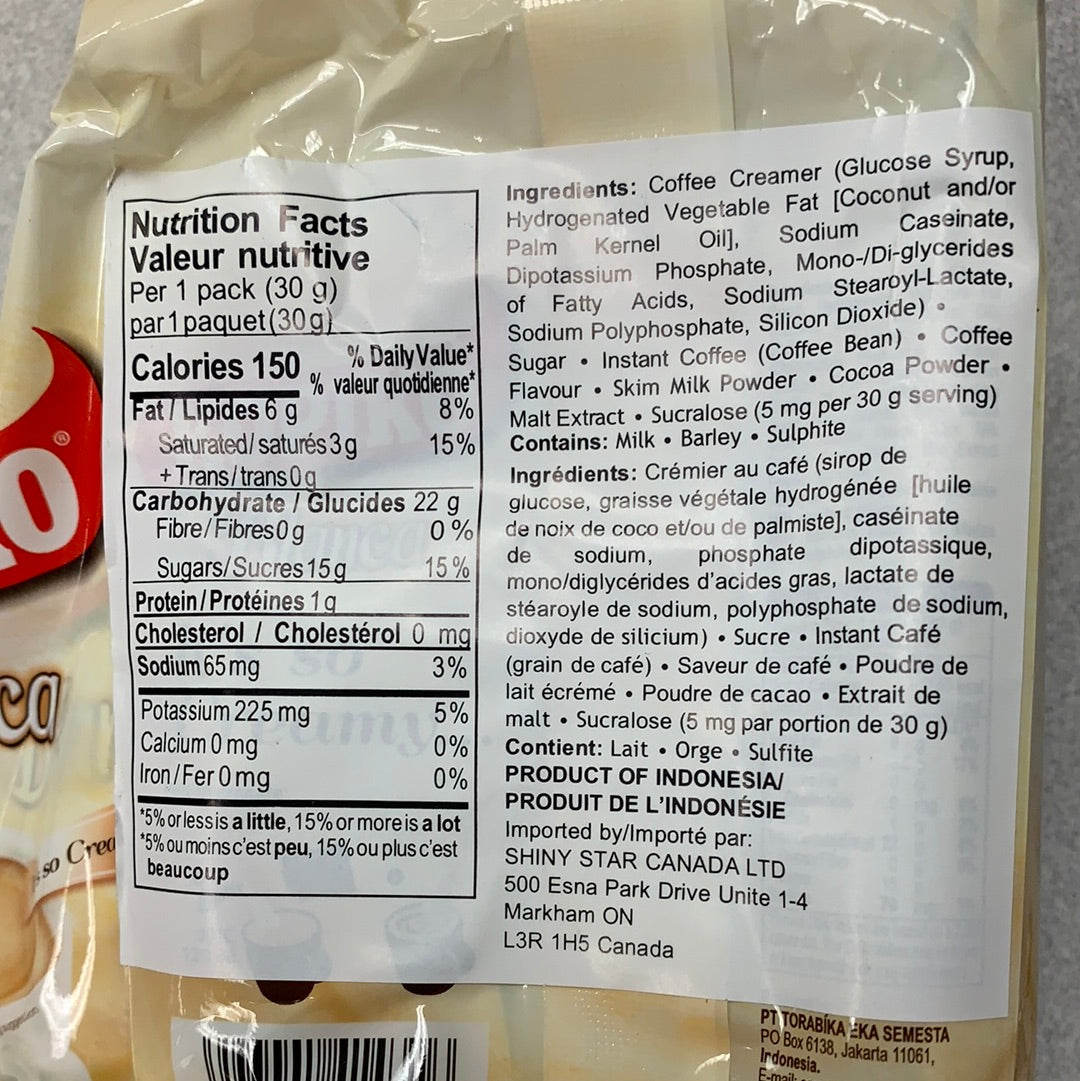 Nutrition Facts
Valeur nutritive
Per 1 pack (30 g)
par 1 paquet (30 g)
Calories 150
% Daily Value*
% valeur quotidienne*
Fat / Lipides 6 g 8%
Saturated / saturés 3 g 15%
+ Trans / trans 0 g
Carbohydrate / Glucides 22 g
Fibre / Fibres 0 g 0 %
Sugars / Sucres 15 g 15 %
Protein / Protéines 1 g
Cholesterol / Cholestérol 0 mg
Sodium 65 mg 3%
Potassium 225 mg 5%
Calcium 0 mg 0%
Iron / Fer 0 mg 0%
*5% or less is a little, 15% or more is a lot
*5% ou moins c'est peu, 15% ou plus c'est
beaucoup
Ingredients: Coffee Creamer (Glucose Syrup,
Hydrogenated Vegetable Fat [Coconut and/or
Palm Kernel Oil], Sodium Caseinate,
Dipotassium Phosphate, Mono-/Di-glycerides
of Fatty Acids, Sodium Stearoyl-Lactate,
Sodium Polyphosphate, Silicon Dioxide) •
Sugar • Instant Coffee (Coffee Bean) • Coffee
Flavour • Skim Milk Powder • Cocoa Powder •
Malt Extract • Sucralose (5 mg per 30 g serving)
Contains: Milk • Barley • Sulphite
Ingrédients: Crémier au café (sirop de
glucose, graisse végétale hydrogénée [huile
de noix de coco et/ou de palmiste], caséinate
de sodium, phosphate dipotassique,
mono/diglycérides d'acides gras, lactate de
stéaroyle de sodium, polyphosphate de sodium,
dioxyde de silicium) • Sucre • Instant Café
(grain de café) • Saveur de café • Poudre de
lait écrémé • Poudre de cacao • Extrait de
malt • Sucralose (5 mg par portion de 30 g)
Contient: Lait • Orge • Sulfite
PRODUCT OF INDONESIA/
PRODUIT DE L'INDONÉSIE
Imported by/Importé par:
SHINY STAR CANADA LTD
500 Esna Park Drive Unite 1-4
Markham ON
L3R 1H5 Canada
PT TORABIKA EKA SEMESTA
PO Box 6138, Jakarta 11061,
Indonesia.
E-mail:
O®
ca
so Crea